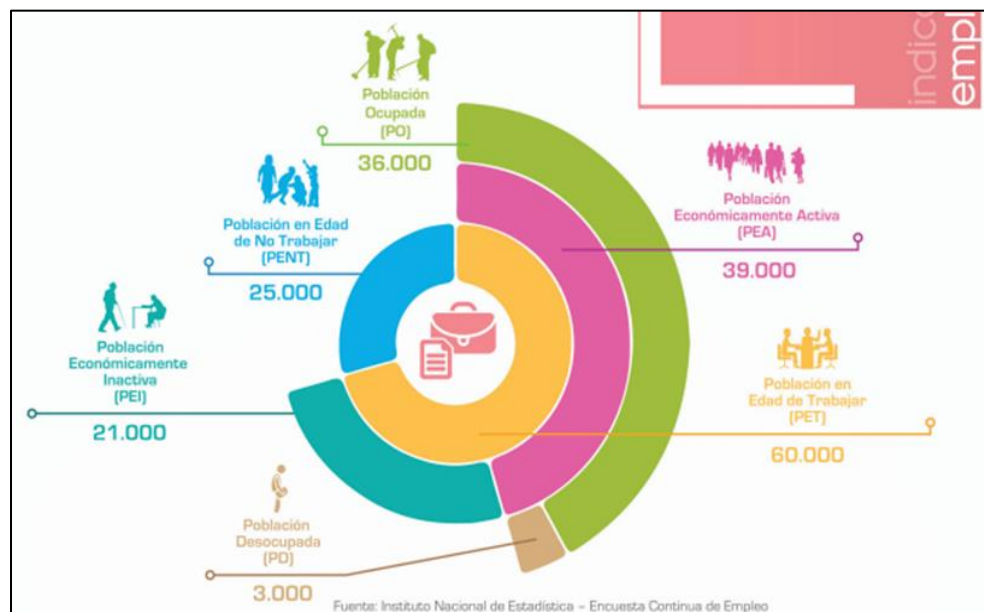 Población
Ocupada
(PO)
36.000
Población en Edad
de No Trabajar
(PENT)
25.000
Población
Económicamente
Inactiva
(PEI)
21.000
Población
Desocupada
(PD)
3.000
Población
Económicamente Activa
(PEA)
39.000
Población en
Edad de Trabajar
(PET)
60.000
Fuente: Instituto Nacional de Estadística – Encuesta Continua de Empleo